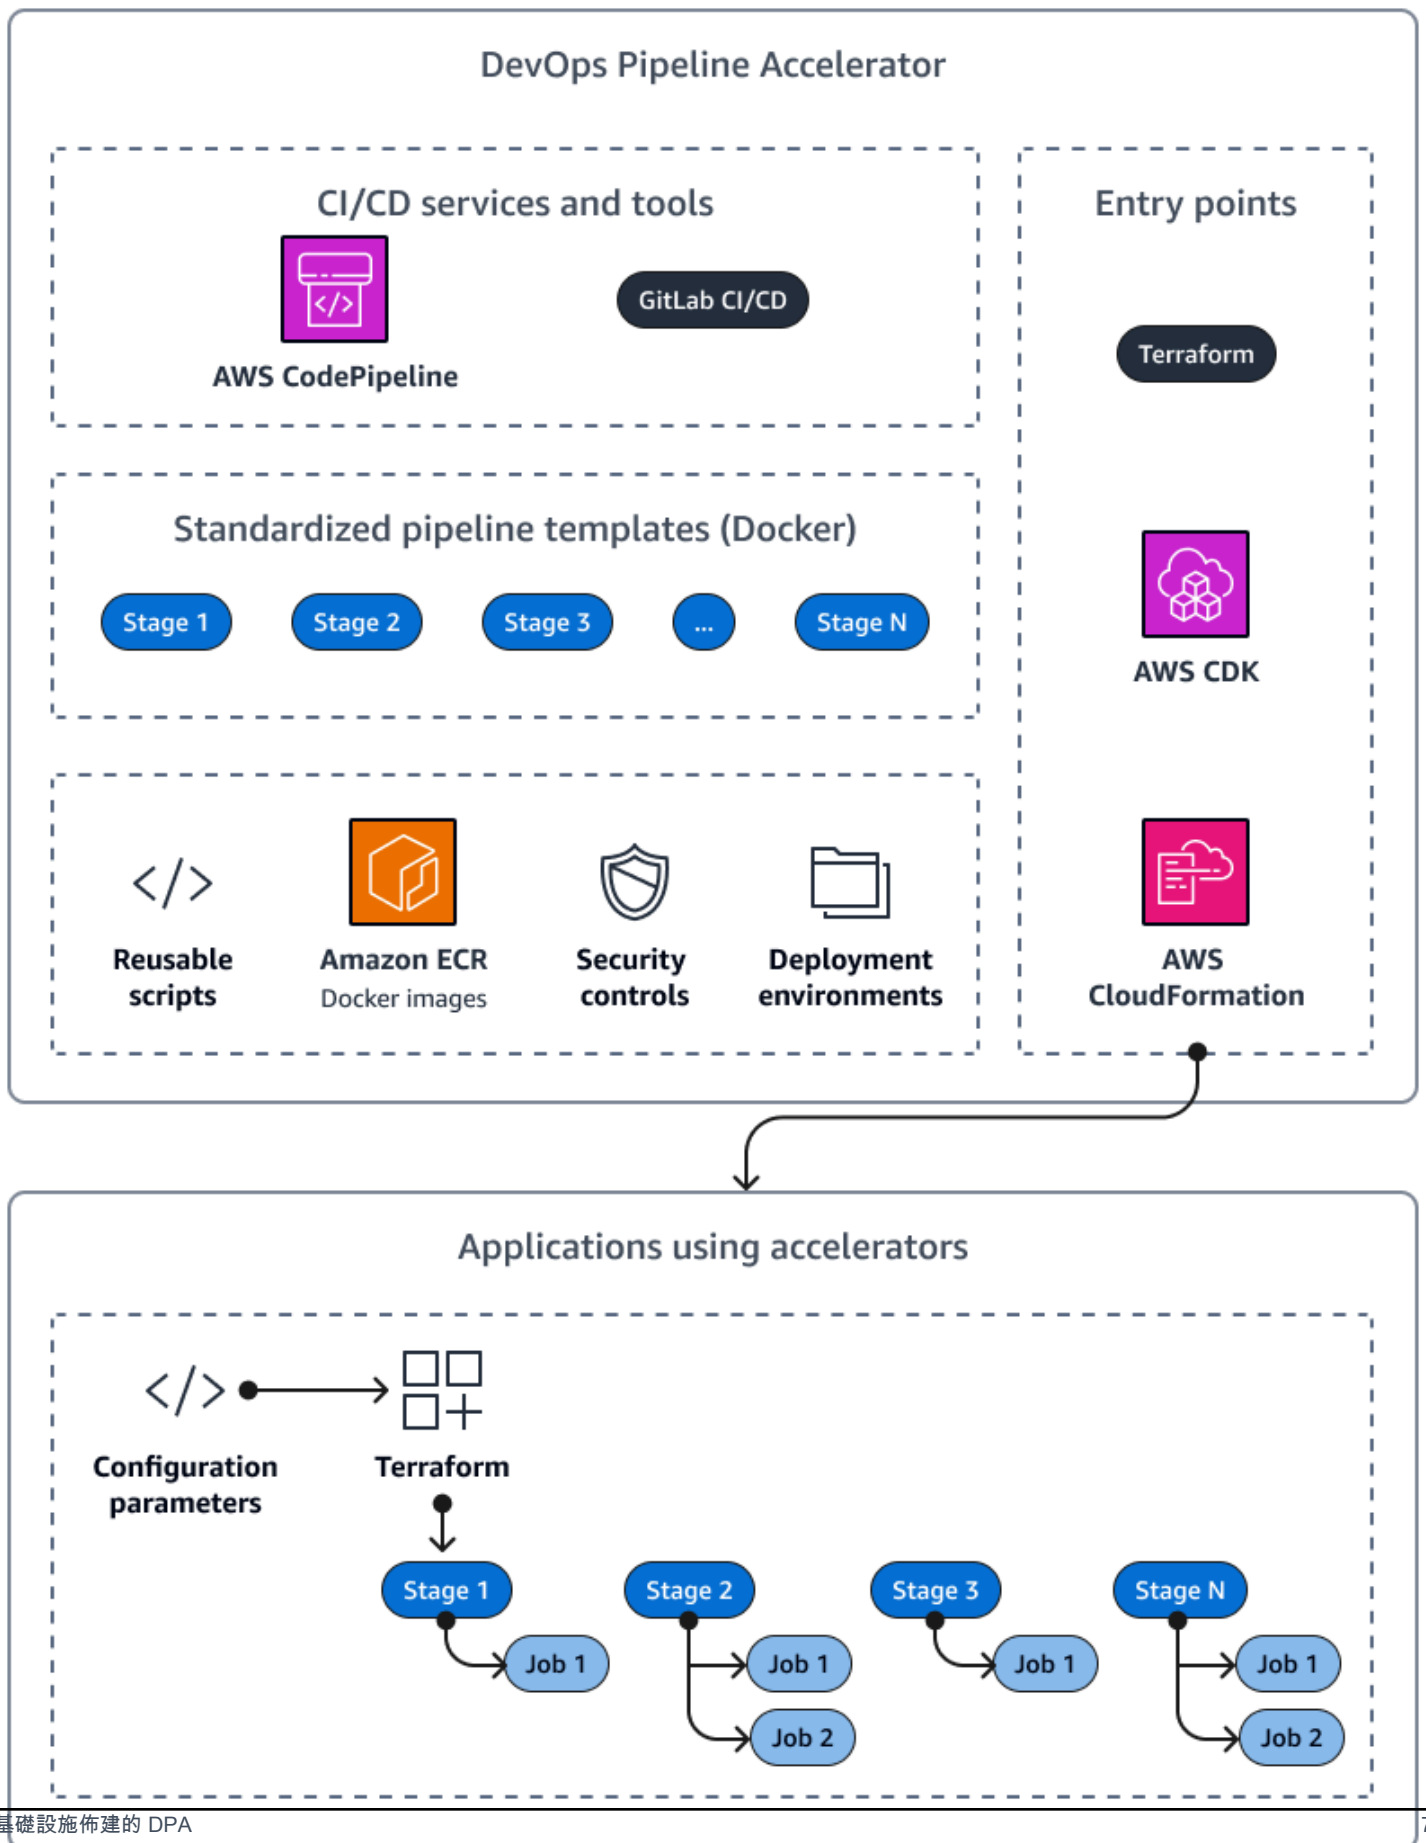 DevOps Pipeline Accelerator
CI/CD services and tools
AWS CodePipeline
GitLab CI/CD
Standardized pipeline templates (Docker)
Stage 1
Stage 2
Stage 3
...
Stage N
Reusable
scripts
Amazon ECR
Docker images
Security
controls
Deployment
environments
Entry points
Terraform
AWS CDK
AWS
CloudFormation
Applications using accelerators
Configuration
parameters
Terraform
Stage 1
Job 1
Stage 2
Job 1
Job 2
Stage 3
Job 1
Stage N
Job 1
Job 2
基礎設施佈建的 DPA